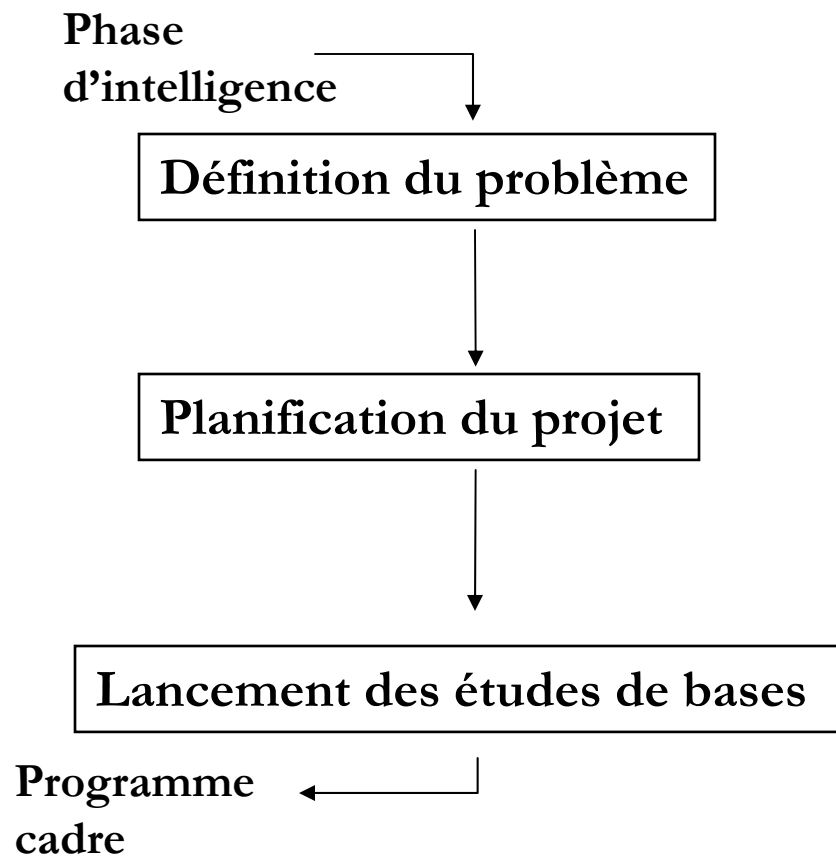 Phase
d’intelligence
Définition du problème
Planification du projet
Lancement des études de bases
Programme
cadre